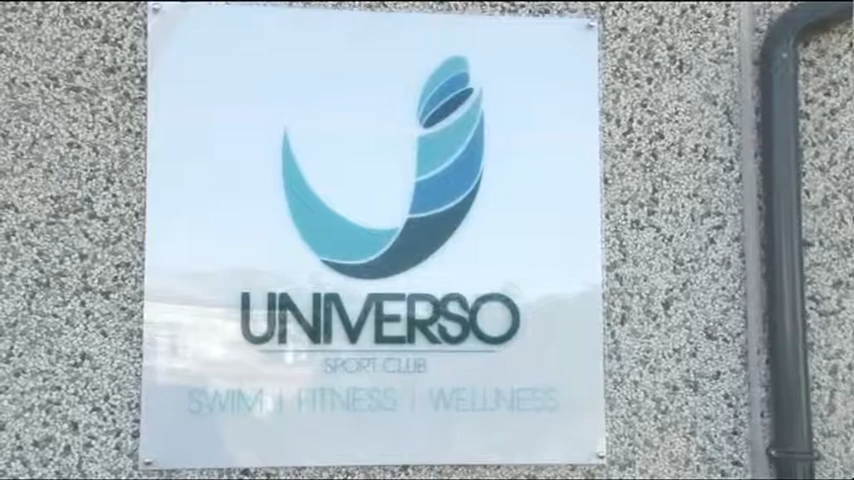 UNIVERSO
SPORT CLUB
SWIM | FITNESS | WELLNESS